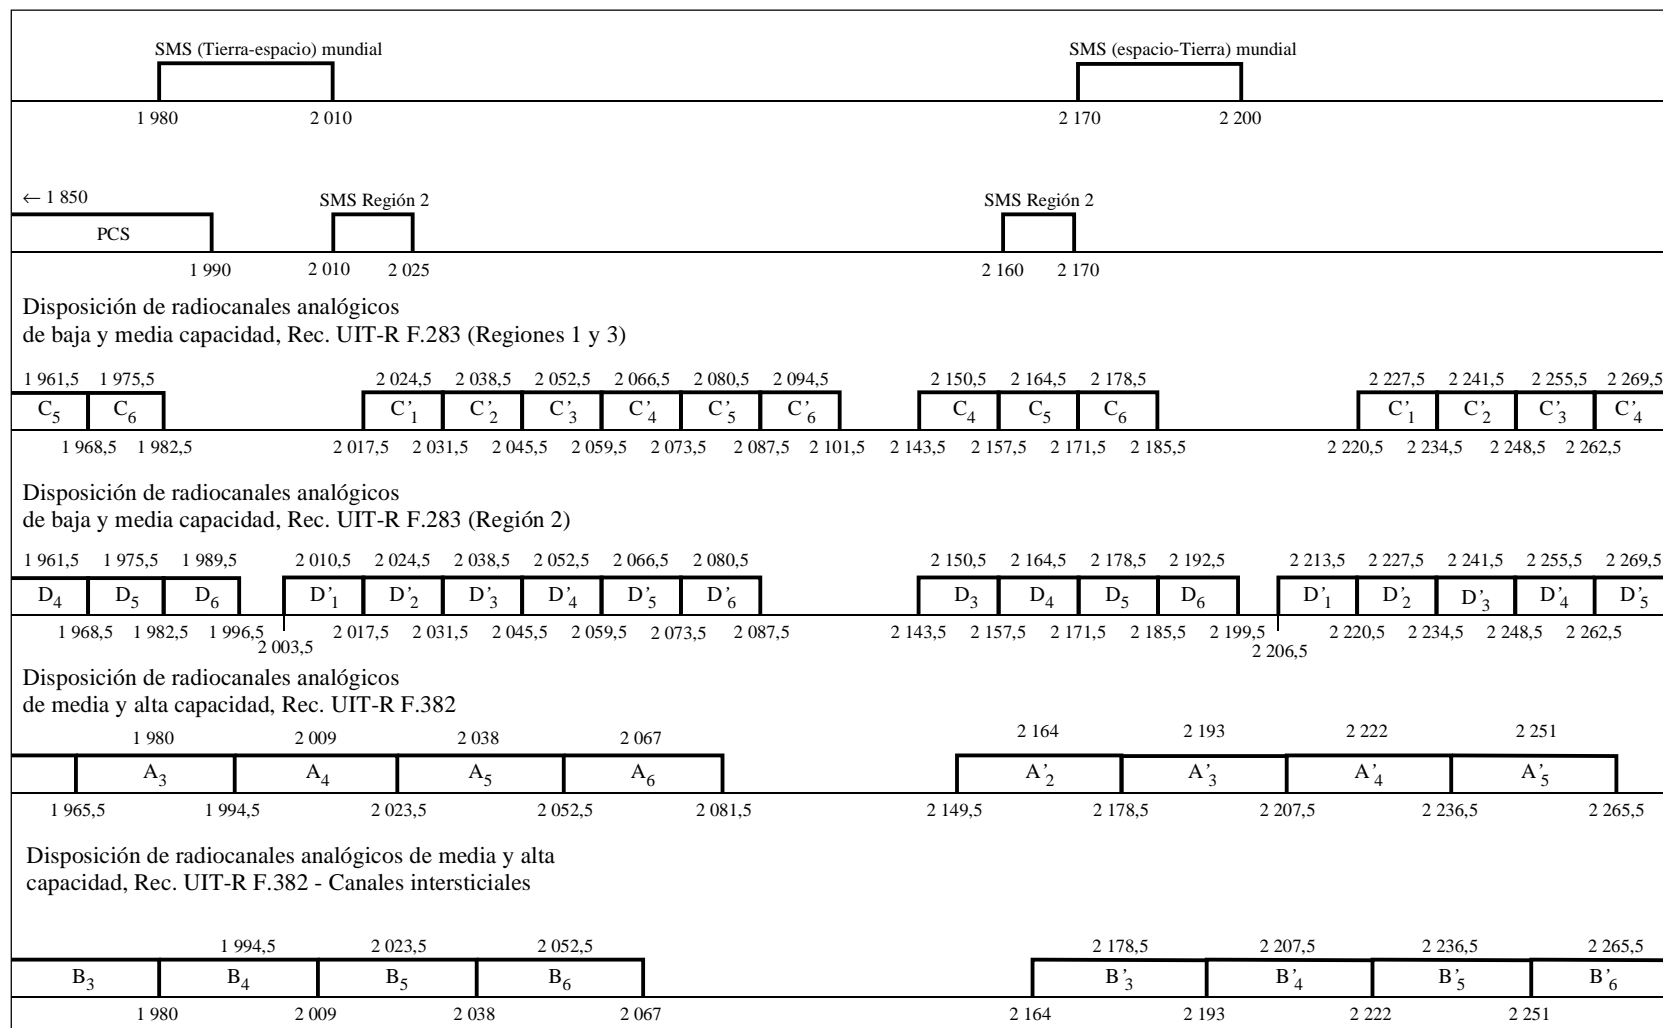 SMS (Tierra-espacio) mundial SMS (espacio-Tierra) mundial
1 980 2 010 2 170 2 200
← 1 850 SMS Región 2 SMS Región 2
PCS
1 990 2 010 2 025 2 160 2 170
Disposición de radiocanales analógicos
de baja y media capacidad, Rec. UIT-R F.283 (Regiones 1 y 3)
1 961,5 1 975,5 2 024,5 2 038,5 2 052,5 2 066,5 2 080,5 2 094,5 2 150,5 2 164,5 2 178,5 2 227,5 2 241,5 2 255,5 2 269,5
C5 C6 C'1 C'2 C'3 C'4 C'5 C'6 C4 C5 C6 C'1 C'2 C'3 C'4
1 968,5 1 982,5 2 017,5 2 031,5 2 045,5 2 059,5 2 073,5 2 087,5 2 101,5 2 143,5 2 157,5 2 171,5 2 185,5 2 220,5 2 234,5 2 248,5 2 262,5
Disposición de radiocanales analógicos
de baja y media capacidad, Rec. UIT-R F.283 (Región 2)
1 961,5 1 975,5 1 989,5 2 010,5 2 024,5 2 038,5 2 052,5 2 066,5 2 080,5 2 150,5 2 164,5 2 178,5 2 192,5 2 213,5 2 227,5 2 241,5 2 255,5 2 269,5
D4 D5 D6 D'1 D'2 D'3 D'4 D'5 D'6 D3 D4 D5 D6 D'1 D'2 D'3 D'4 D'5
1 968,5 1 982,5 1 996,5 2 017,5 2 031,5 2 045,5 2 059,5 2 073,5 2 087,5 2 143,5 2 157,5 2 171,5 2 185,5 2 199,5 2 220,5 2 234,5 2 248,5 2 262,5
2 003,5 2 206,5
Disposición de radiocanales analógicos
de media y alta capacidad, Rec. UIT-R F.382
1 980 2 009 2 038 2 067 2 164 2 193 2 222 2 251
A3 A4 A5 A6 A'2 A'3 A'4 A'5
1 965,5 1 994,5 2 023,5 2 052,5 2 081,5 2 149,5 2 178,5 2 207,5 2 236,5 2 265,5
Disposición de radiocanales analógicos de media y alta
capacidad, Rec. UIT-R F.382 - Canales intersticiales
1 994,5 2 023,5 2 052,5 2 178,5 2 207,5 2 236,5 2 265,5
B3 B4 B5 B6 B'3 B'4 B'5 B'6
1 980 2 009 2 038 2 067 2 164 2 193 2 222 2 251